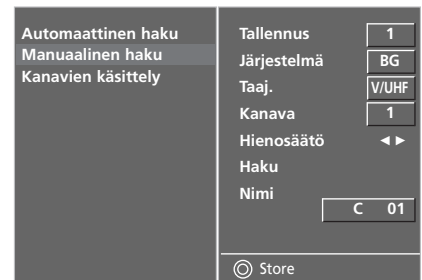 Automaattinen haku
Manuaalinen haku
Kanavien käsittely
Tallennus 1
Järjestelmä BG
Taaj. V/UHF
Kanava 1
Hienosäätö ◄ ►
Haku
Nimi
C 01
Store